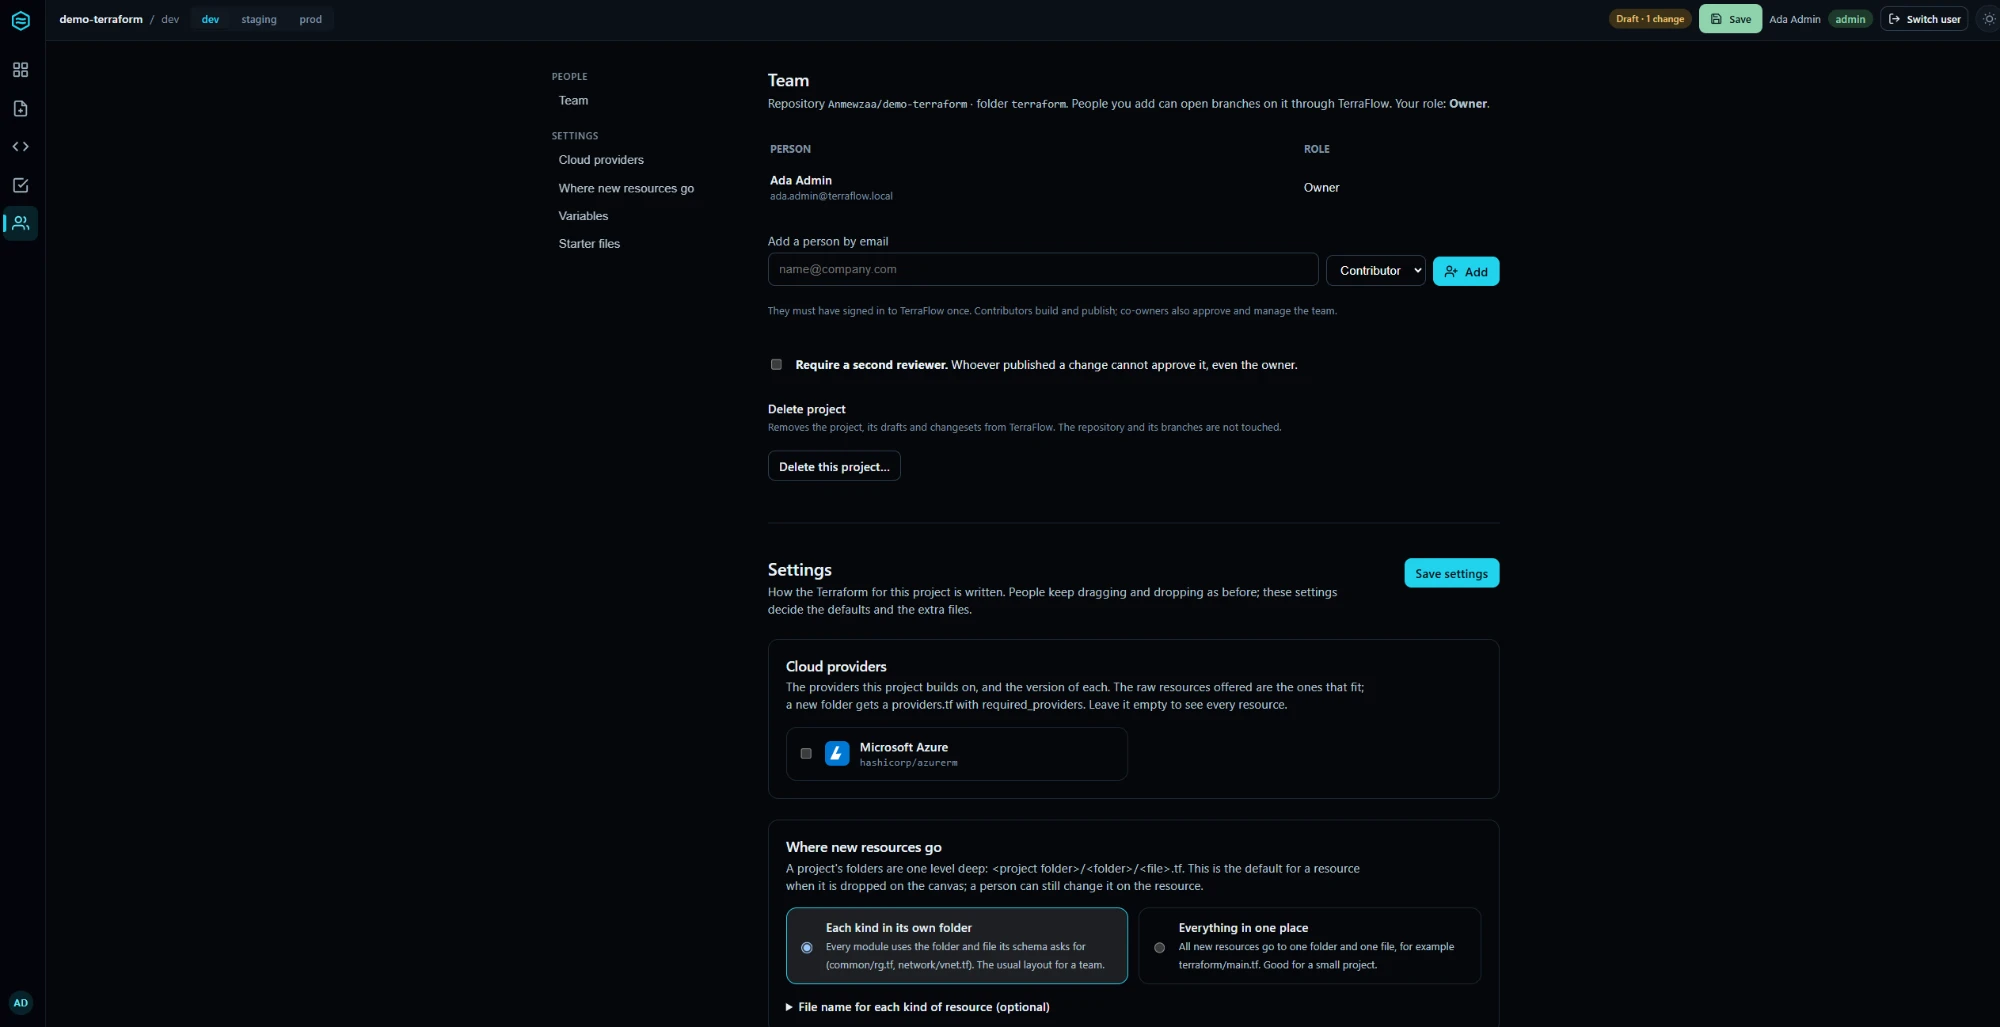 demo-terraform / dev dev staging prod
Draft · 1 change Save Ada Admin admin Switch user
PEOPLE
Team
SETTINGS
Cloud providers
Where new resources go
Variables
Starter files
Team
Repository Anmewzaa/demo-terraform · folder terraform. People you add can open branches on it through TerraFlow. Your role: Owner.
PERSON ROLE
Ada Admin
ada.admin@terraflow.local
Owner
Add a person by email
name@company.com Contributor Add
They must have signed in to TerraFlow once. Contributors build and publish; co-owners also approve and manage the team.
Require a second reviewer. Whoever published a change cannot approve it, even the owner.
Delete project
Removes the project, its drafts and changesets from TerraFlow. The repository and its branches are not touched.
Delete this project...
Settings
Save settings
How the Terraform for this project is written. People keep dragging and dropping as before; these settings
decide the defaults and the extra files.
Cloud providers
The providers this project builds on, and the version of each. The raw resources offered are the ones that fit;
a new folder gets a providers.tf with required_providers. Leave it empty to see every resource.
Microsoft Azure
hashicorp/azurerm
Where new resources go
A project's folders are one level deep: <project folder>/<folder>/<file>.tf. This is the default for a resource
when it is dropped on the canvas; a person can still change it on the resource.
Each kind in its own folder
Every module uses the folder and file its schema asks for
(common/rg.tf, network/vnet.tf). The usual layout for a team.
Everything in one place
All new resources go to one folder and one file, for example
terraform/main.tf. Good for a small project.
File name for each kind of resource (optional)
AD